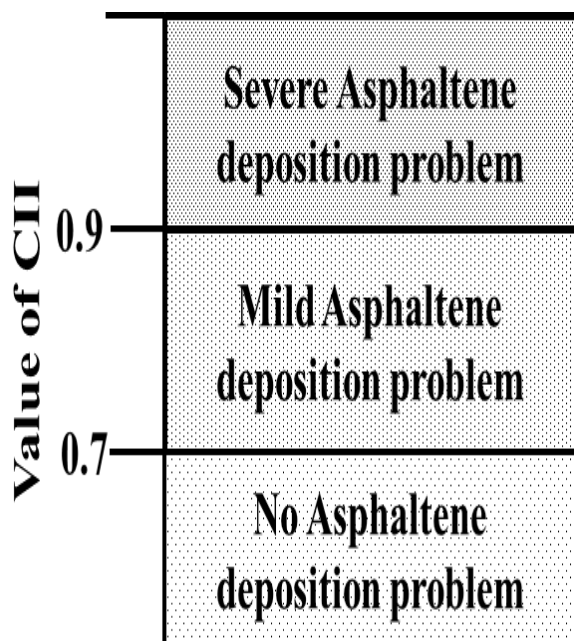 Severe Asphaltene
deposition problem
0.9
Mild Asphaltene
deposition problem
0.7
No Asphaltene
deposition problem
Value of CII